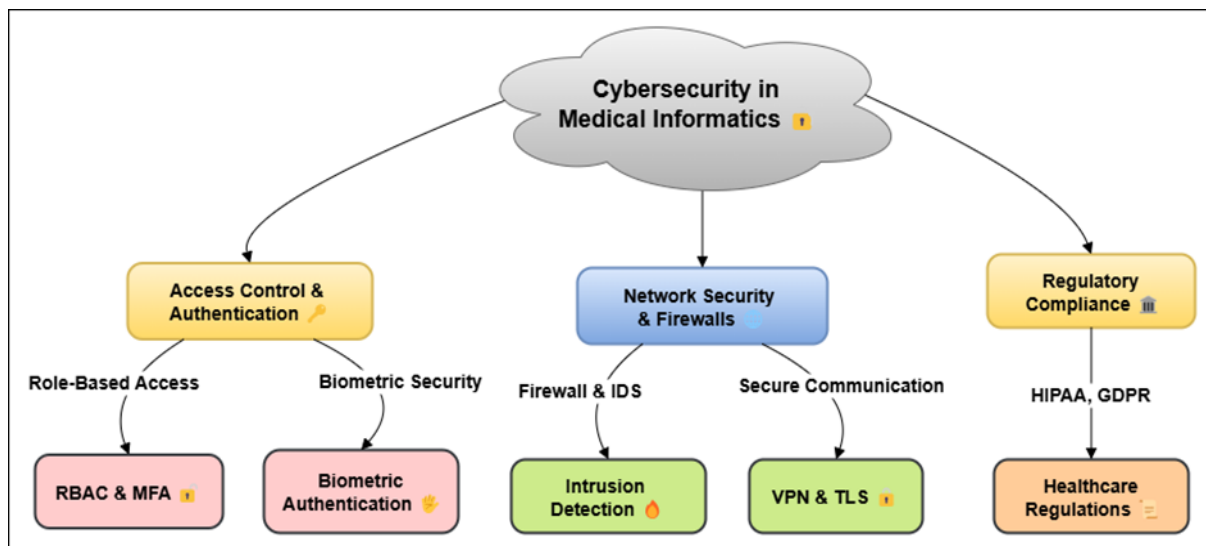 Cybersecurity in
Medical Informatics 🔒
Access Control &
Authentication 🔑
Network Security
& Firewalls 🌐
Regulatory
Compliance 🏛️
Role-Based Access
Biometric Security
Firewall & IDS
Secure Communication
HIPAA, GDPR
RBAC & MFA 🔓
Biometric
Authentication 🖐
Intrusion
Detection 🔥
VPN & TLS 🔒
Healthcare
Regulations 📜